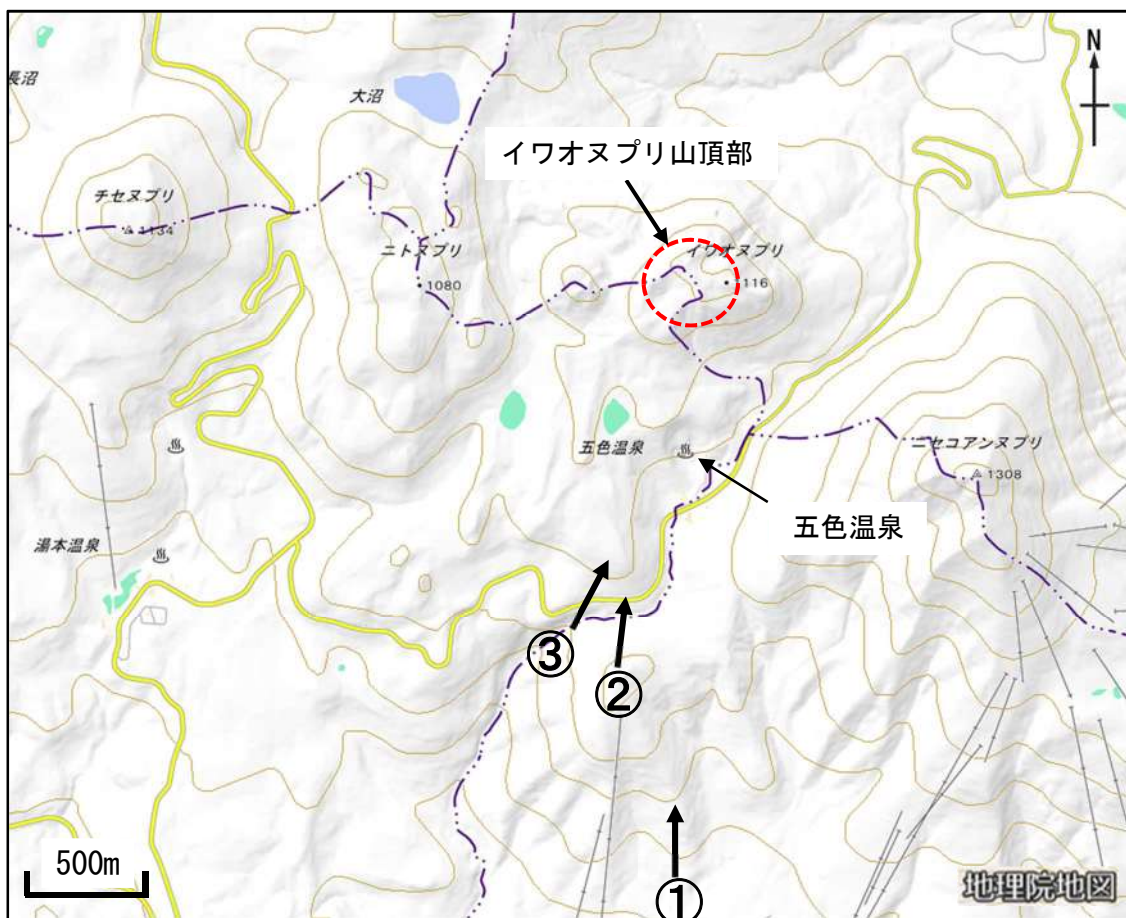 長沼
大沼
N
イワオヌプリ山頂部
チセヌプリ
1134
ニトヌプリ
1080
イワオヌプリ
116
五色温泉
ニセコアンヌプリ
1308
五色温泉
湯本温泉
③
②
①
500m
地理院地図